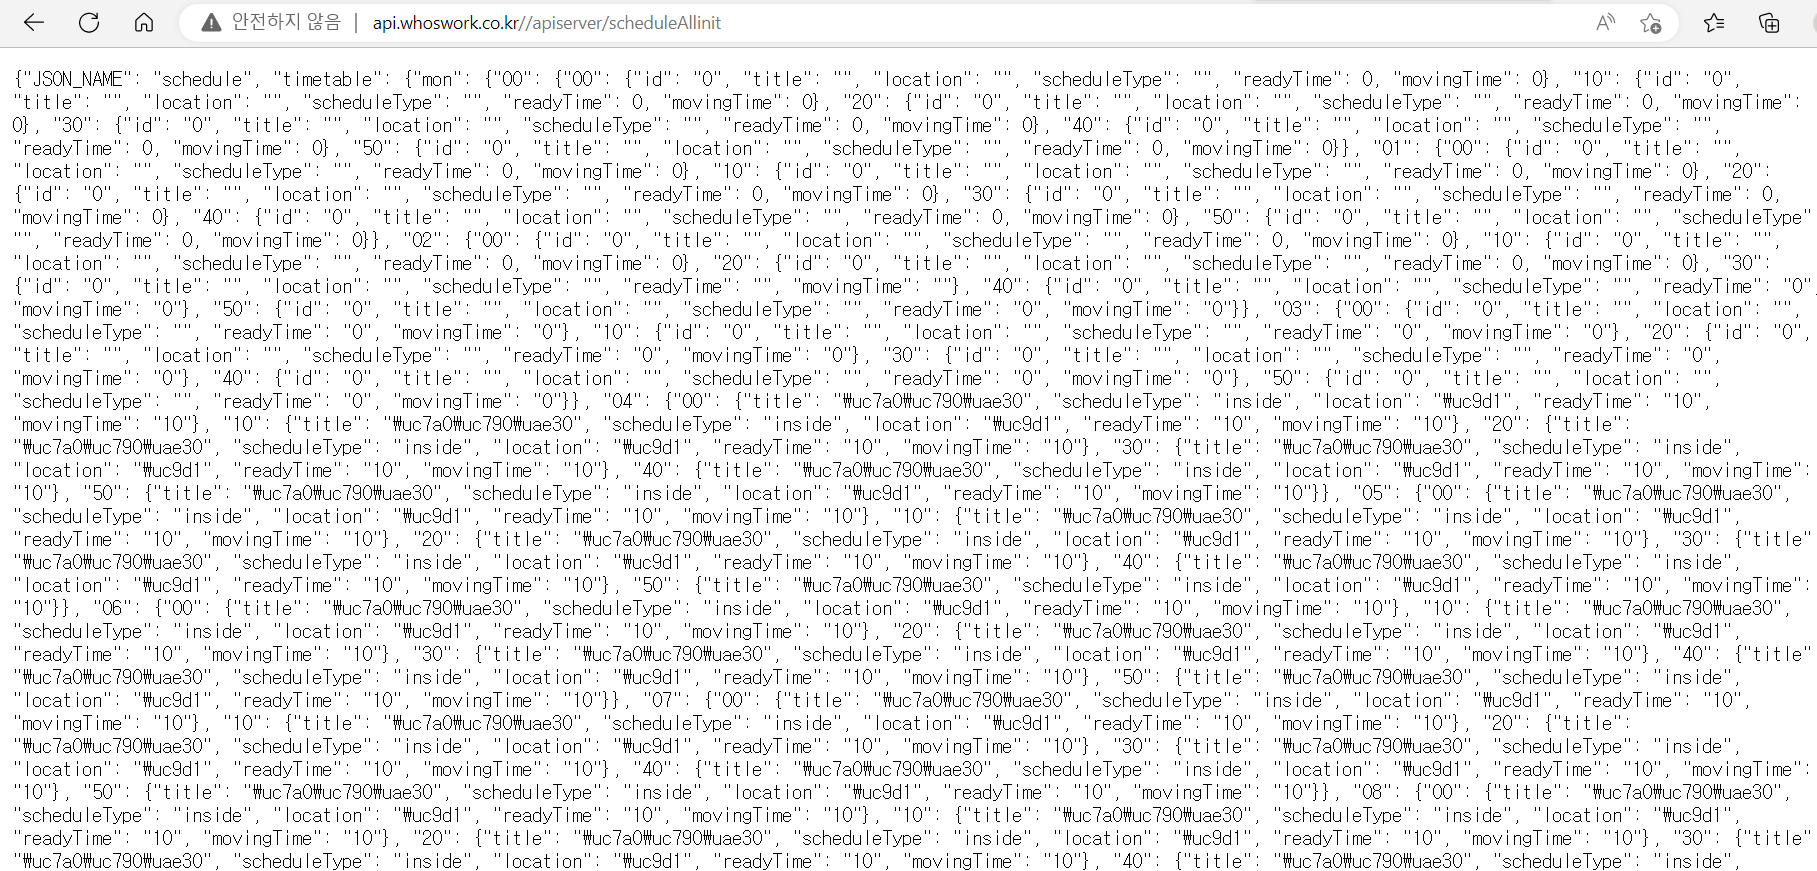 안전하지 않음 | api.whoswork.co.kr//apiserver/scheduleAllinit
{"JSON_NAME": "schedule", "timetable": {"mon": {"00": {"00": {"id": "0", "title": "", "location": "", "scheduleType": "", "readyTime": 0, "movingTime": 0}, "10": {"id": "0",
"title": "", "location": "", "scheduleType": "", "readyTime": 0, "movingTime": 0}, "20": {"id": "0", "title": "", "location": "", "scheduleType": "", "readyTime": 0, "movingTime":
0}, "30": {"id": "0", "title": "", "location": "", "scheduleType": "", "readyTime": 0, "movingTime": 0}, "40": {"id": "0", "title": "", "location": "", "scheduleType": "",
"readyTime": 0, "movingTime": 0}, "50": {"id": "0", "title": "", "location": "", "scheduleType": "", "readyTime": 0, "movingTime": 0}}, "01": {"00": {"id": "0", "title": "",
"location": "", "scheduleType": "", "readyTime": 0, "movingTime": 0}, "10": {"id": "0", "title": "", "location": "", "scheduleType": "", "readyTime": 0, "movingTime": 0}, "20":
{"id": "0", "title": "", "location": "", "scheduleType": "", "readyTime": 0, "movingTime": 0}, "30": {"id": "0", "title": "", "location": "", "scheduleType": "", "readyTime": 0,
"movingTime": 0}, "40": {"id": "0", "title": "", "location": "", "scheduleType": "", "readyTime": 0, "movingTime": 0}, "50": {"id": "0", "title": "", "location": "", "scheduleType":
"", "readyTime": 0, "movingTime": 0}}, "02": {"00": {"id": "0", "title": "", "location": "", "scheduleType": "", "readyTime": 0, "movingTime": 0}, "10": {"id": "0", "title": "",
"location": "", "scheduleType": "", "readyTime": 0, "movingTime": 0}, "20": {"id": "0", "title": "", "location": "", "scheduleType": "", "readyTime": 0, "movingTime": 0}, "30":
{"id": "0", "title": "", "location": "", "scheduleType": "", "readyTime": "", "movingTime": ""}, "40": {"id": "0", "title": "", "location": "", "scheduleType": "", "readyTime": "0",
"movingTime": "0"}, "50": {"id": "0", "title": "", "location": "", "scheduleType": "", "readyTime": "0", "movingTime": "0"}}, "03": {"00": {"id": "0", "title": "", "location": "",
"scheduleType": "", "readyTime": "0", "movingTime": "0"}, "10": {"id": "0", "title": "", "location": "", "scheduleType": "", "readyTime": "0", "movingTime": "0"}, "20": {"id": "0",
"title": "", "location": "", "scheduleType": "", "readyTime": "0", "movingTime": "0"}, "30": {"id": "0", "title": "", "location": "", "scheduleType": "", "readyTime": "0",
"movingTime": "0"}, "40": {"id": "0", "title": "", "location": "", "scheduleType": "", "readyTime": "0", "movingTime": "0"}, "50": {"id": "0", "title": "", "location": "",
"scheduleType": "", "readyTime": "0", "movingTime": "0"}}, "04": {"00": {"title": "₩uc7a0₩uc790₩uae30", "scheduleType": "inside", "location": "₩uc9d1", "readyTime": "10",
"movingTime": "10"}, "10": {"title": "₩uc7a0₩uc790₩uae30", "scheduleType": "inside", "location": "₩uc9d1", "readyTime": "10", "movingTime": "10"}, "20": {"title":
"₩uc7a0₩uc790₩uae30", "scheduleType": "inside", "location": "₩uc9d1", "readyTime": "10", "movingTime": "10"}, "30": {"title": "₩uc7a0₩uc790₩uae30", "scheduleType": "inside",
"location": "₩uc9d1", "readyTime": "10", "movingTime": "10"}, "40": {"title": "₩uc7a0₩uc790₩uae30", "scheduleType": "inside", "location": "₩uc9d1", "readyTime": "10", "movingTime":
"10"}, "50": {"title": "₩uc7a0₩uc790₩uae30", "scheduleType": "inside", "location": "₩uc9d1", "readyTime": "10", "movingTime": "10"}}, "05": {"00": {"title": "₩uc7a0₩uc790₩uae30",
"scheduleType": "inside", "location": "₩uc9d1", "readyTime": "10", "movingTime": "10"}, "10": {"title": "₩uc7a0₩uc790₩uae30", "scheduleType": "inside", "location": "₩uc9d1",
"readyTime": "10", "movingTime": "10"}, "20": {"title": "₩uc7a0₩uc790₩uae30", "scheduleType": "inside", "location": "₩uc9d1", "readyTime": "10", "movingTime": "10"}, "30": {"title":
"₩uc7a0₩uc790₩uae30", "scheduleType": "inside", "location": "₩uc9d1", "readyTime": "10", "movingTime": "10"}, "40": {"title": "₩uc7a0₩uc790₩uae30", "scheduleType": "inside",
"location": "₩uc9d1", "readyTime": "10", "movingTime": "10"}, "50": {"title": "₩uc7a0₩uc790₩uae30", "scheduleType": "inside", "location": "₩uc9d1", "readyTime": "10", "movingTime":
"10"}}, "06": {"00": {"title": "₩uc7a0₩uc790₩uae30", "scheduleType": "inside", "location": "₩uc9d1", "readyTime": "10", "movingTime": "10"}, "10": {"title": "₩uc7a0₩uc790₩uae30",
"scheduleType": "inside", "location": "₩uc9d1", "readyTime": "10", "movingTime": "10"}, "20": {"title": "₩uc7a0₩uc790₩uae30", "scheduleType": "inside", "location": "₩uc9d1",
"readyTime": "10", "movingTime": "10"}, "30": {"title": "₩uc7a0₩uc790₩uae30", "scheduleType": "inside", "location": "₩uc9d1", "readyTime": "10", "movingTime": "10"}, "40": {"title":
"₩uc7a0₩uc790₩uae30", "scheduleType": "inside", "location": "₩uc9d1", "readyTime": "10", "movingTime": "10"}, "50": {"title": "₩uc7a0₩uc790₩uae30", "scheduleType": "inside",
"location": "₩uc9d1", "readyTime": "10", "movingTime": "10"}}, "07": {"00": {"title": "₩uc7a0₩uc790₩uae30", "scheduleType": "inside", "location": "₩uc9d1", "readyTime": "10",
"movingTime": "10"}, "10": {"title": "₩uc7a0₩uc790₩uae30", "scheduleType": "inside", "location": "₩uc9d1", "readyTime": "10", "movingTime": "10"}, "20": {"title":
"₩uc7a0₩uc790₩uae30", "scheduleType": "inside", "location": "₩uc9d1", "readyTime": "10", "movingTime": "10"}, "30": {"title": "₩uc7a0₩uc790₩uae30", "scheduleType": "inside",
"location": "₩uc9d1", "readyTime": "10", "movingTime": "10"}, "40": {"title": "₩uc7a0₩uc790₩uae30", "scheduleType": "inside", "location": "₩uc9d1", "readyTime": "10", "movingTime":
"10"}, "50": {"title": "₩uc7a0₩uc790₩uae30", "scheduleType": "inside", "location": "₩uc9d1", "readyTime": "10", "movingTime": "10"}}, "08": {"00": {"title": "₩uc7a0₩uc790₩uae30",
"scheduleType": "inside", "location": "₩uc9d1", "readyTime": "10", "movingTime": "10"}, "10": {"title": "₩uc7a0₩uc790₩uae30", "scheduleType": "inside", "location": "₩uc9d1",
"readyTime": "10", "movingTime": "10"}, "20": {"title": "₩uc7a0₩uc790₩uae30", "scheduleType": "inside", "location": "₩uc9d1", "readyTime": "10", "movingTime": "10"}, "30": {"title":
"₩uc7a0₩uc790₩uae30", "scheduleType": "inside", "location": "₩uc9d1", "readyTime": "10", "movingTime": "10"}, "40": {"title": "₩uc7a0₩uc790₩uae30", "scheduleType": "inside",